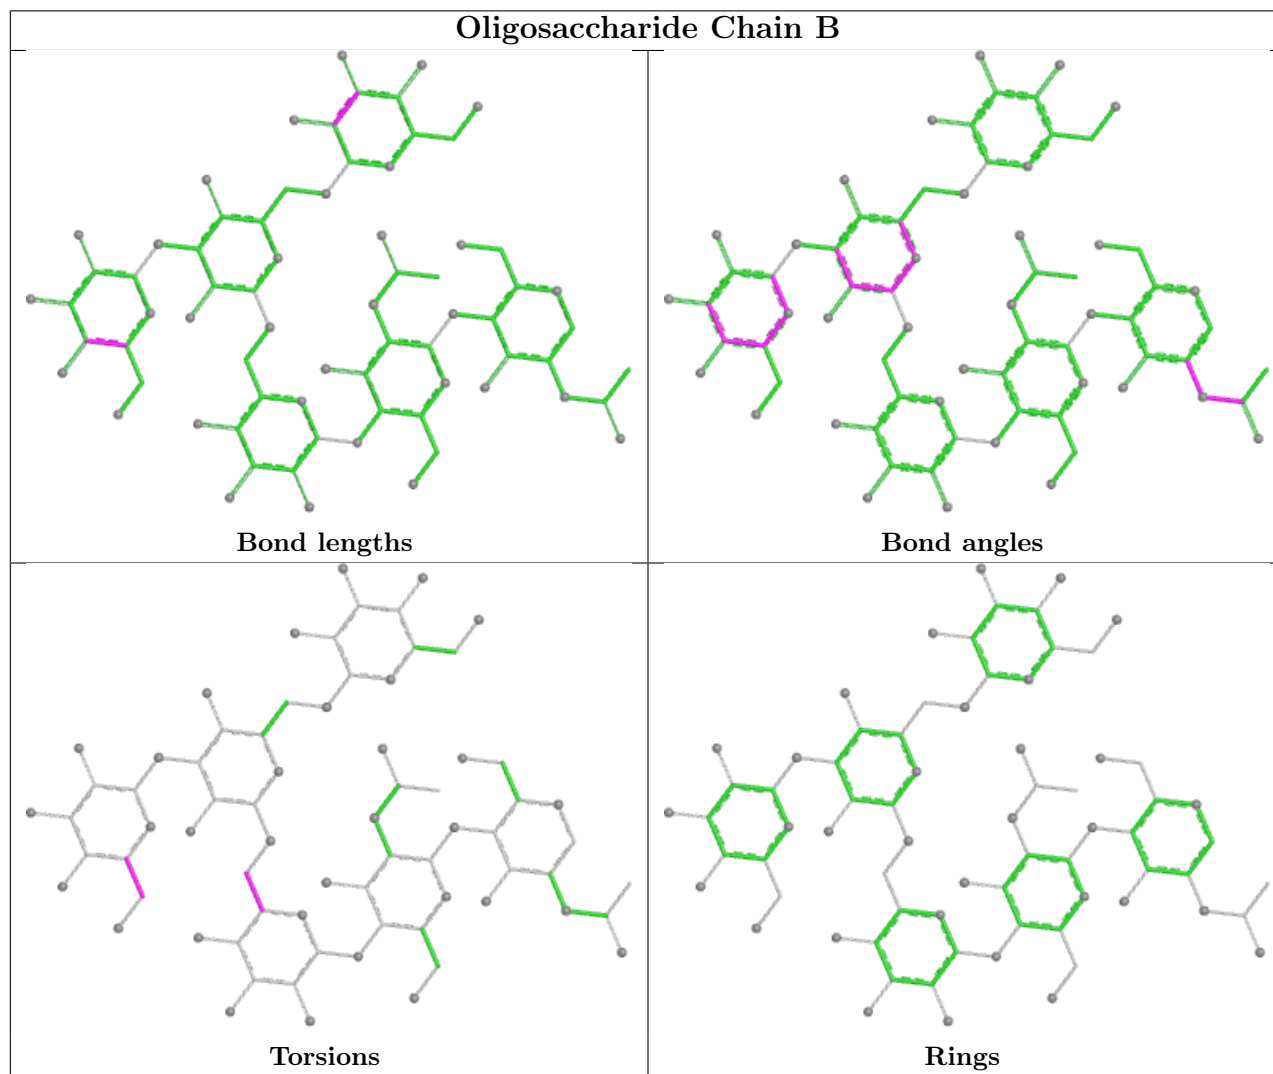 Oligosaccharide Chain B
Bond lengths
Bond angles
Torsions
Rings